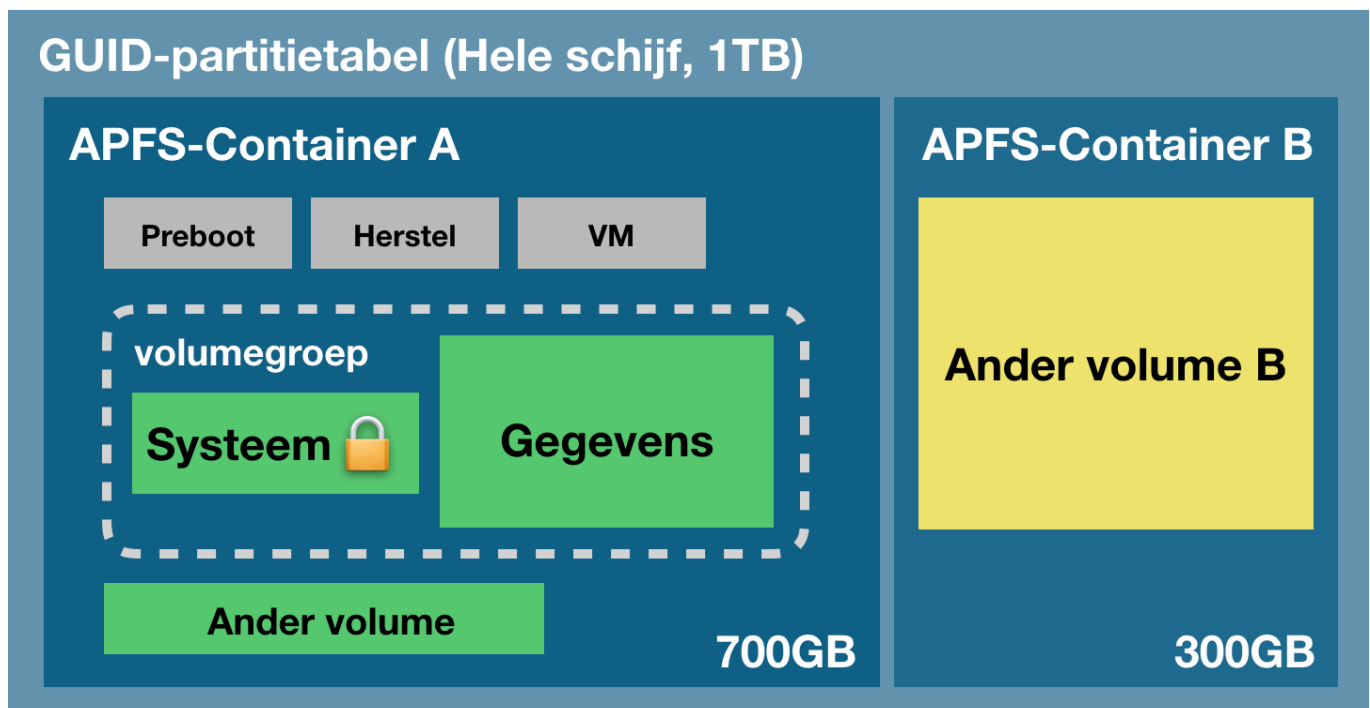 GUID-partitietabel (Hele schijf, 1TB)
APFS-Container A
Preboot
Herstel
VM
volumegroep
Systeem
Gegevens
Ander volume
700GB
APFS-Container B
Ander volume B
300GB